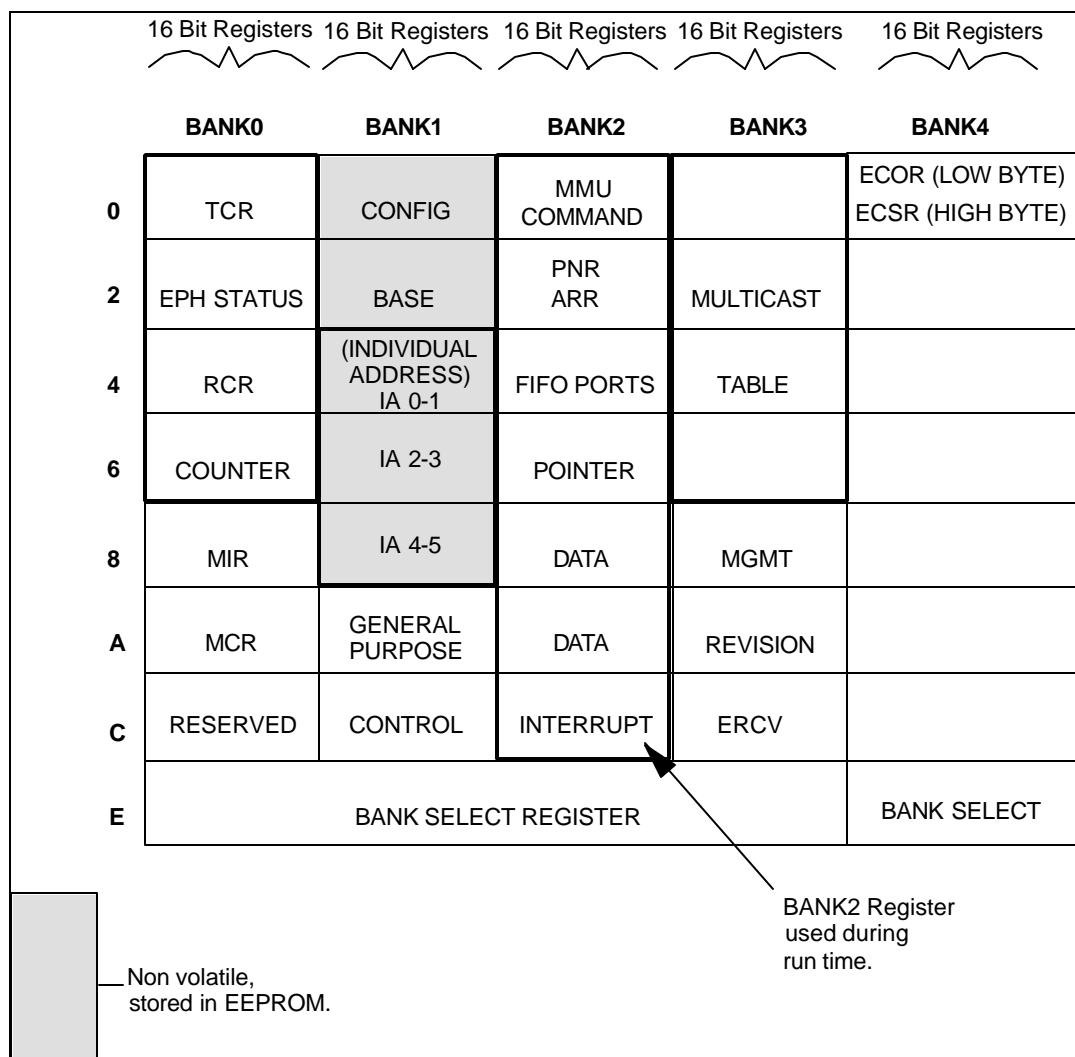 16 Bit Registers 16 Bit Registers 16 Bit Registers 16 Bit Registers 16 Bit Registers
BANK0 BANK1 BANK2 BANK3 BANK4
0 TCR CONFIG MMU COMMAND ECOR (LOW BYTE) ECSR (HIGH BYTE)
2 EPH STATUS BASE PNR ARR MULTICAST
4 RCR (INDIVIDUAL ADDRESS) IA 0-1 FIFO PORTS TABLE
6 COUNTER IA 2-3 POINTER
8 MIR IA 4-5 DATA MGMT
A MCR GENERAL PURPOSE DATA REVISION
C RESERVED CONTROL INTERRUPT ERCV
E BANK SELECT REGISTER BANK SELECT
BANK2 Register
used during
run time.
Non volatile,
stored in EEPROM.